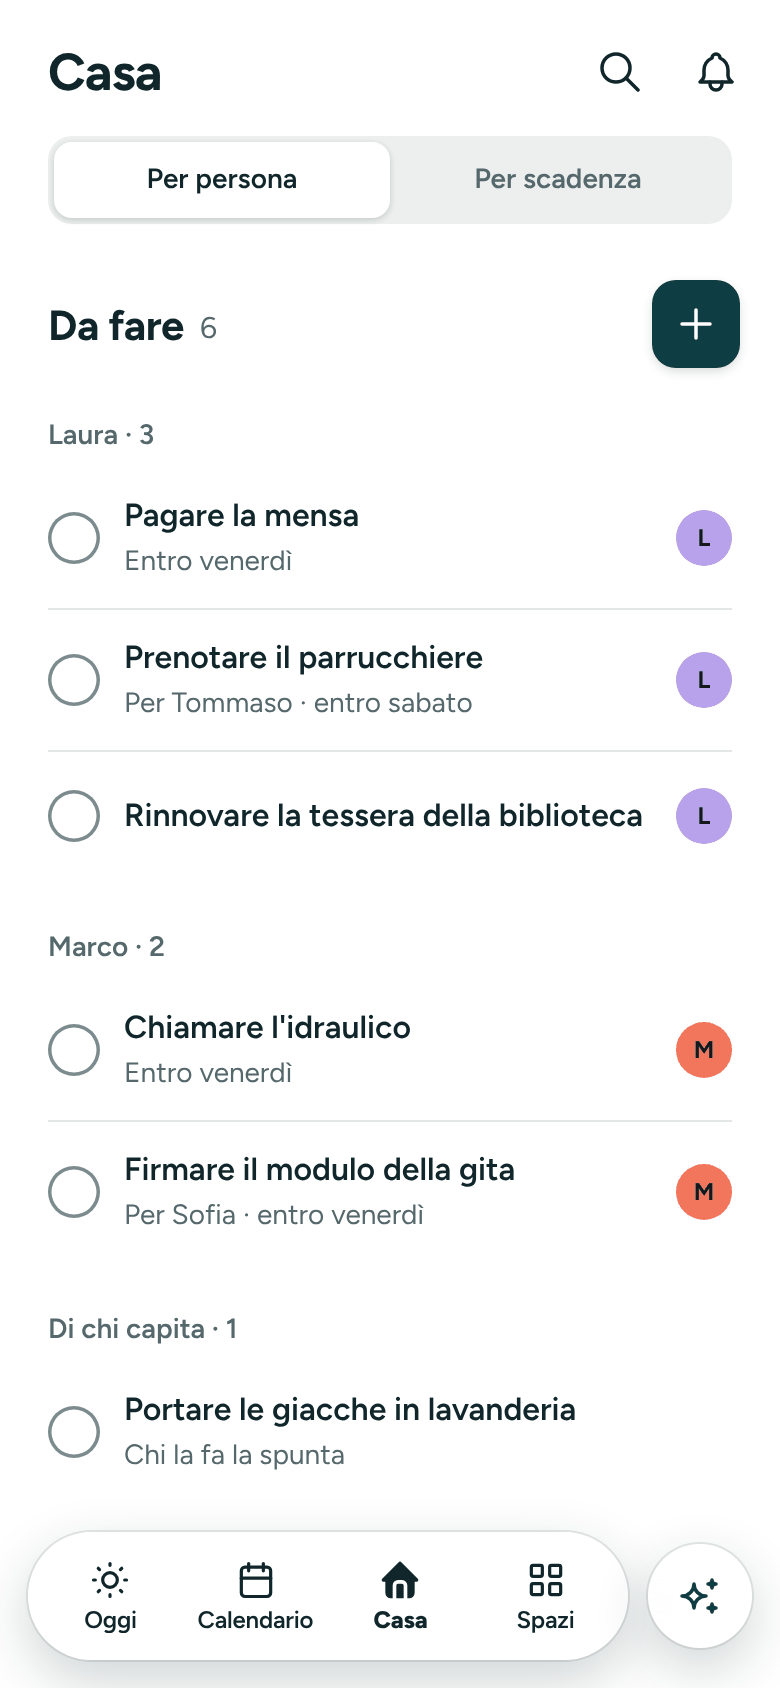 Casa
Per persona
Per scadenza
Da fare 6
Laura · 3
Pagare la mensa
Entro venerdì
L
Prenotare il parrucchiere
Per Tommaso · entro sabato
L
Rinnovare la tessera della biblioteca
L
Marco · 2
Chiamare l'idraulico
Entro venerdì
M
Firmare il modulo della gita
Per Sofia · entro venerdì
M
Di chi capita · 1
Portare le giacche in lavanderia
Chi la fa la spunta
Oggi
Calendario
Casa
Spazi